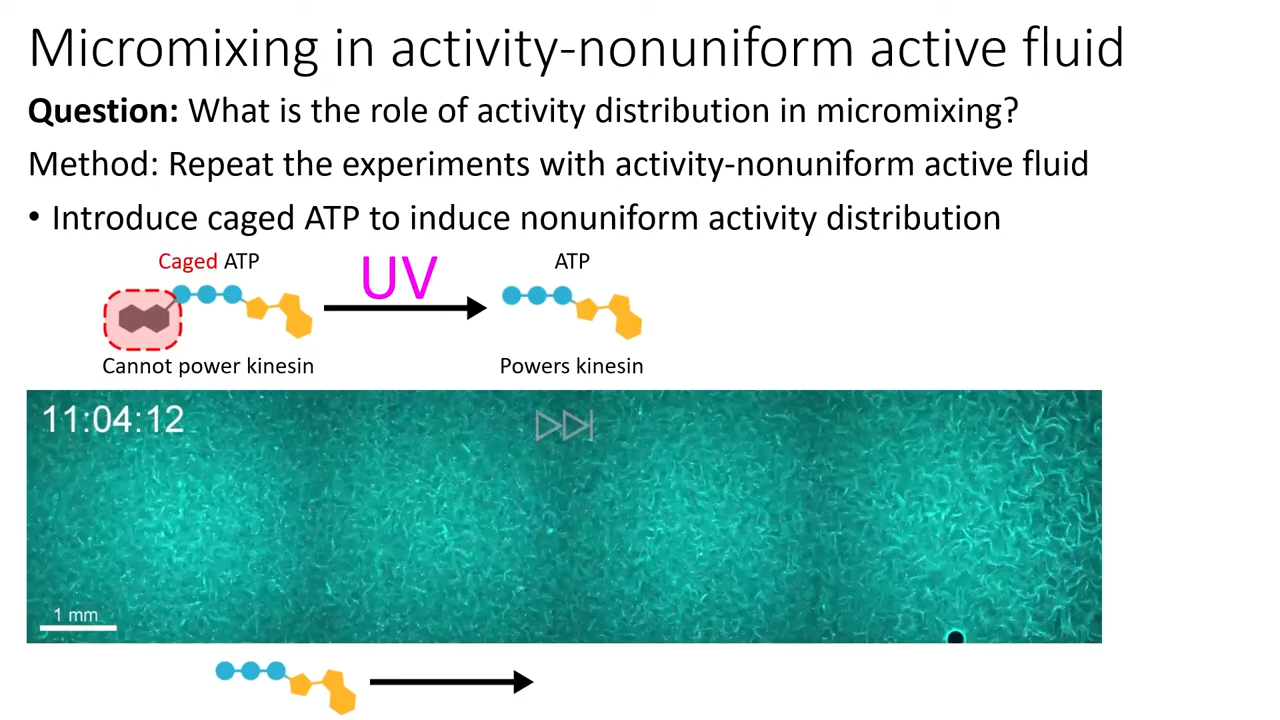 Micromixing in activity-nonuniform active fluid
Question: What is the role of activity distribution in micromixing?
Method: Repeat the experiments with activity-nonuniform active fluid
• Introduce caged ATP to induce nonuniform activity distribution
Caged ATP
UV
ATP
Cannot power kinesin
Powers kinesin
11:04:12
1 mm